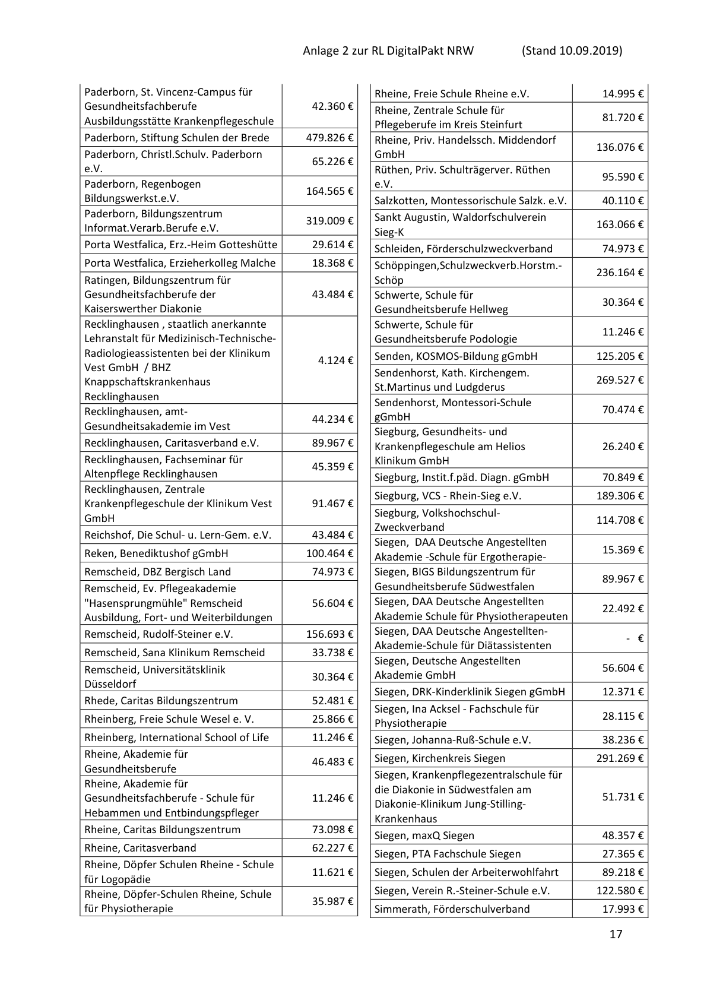 Anlage 2 zur RL DigitalPakt NRW (Stand 10.09.2019)
Paderborn, St. Vincenz-Campus für
Gesundheitsfachberufe
Ausbildungsstätte Krankenpflegeschule
42.360 €
Paderborn, Stiftung Schulen der Brede 479.826 €
Paderborn, Christl.Schulv. Paderborn
e.V.
65.226 €
Paderborn, Regenbogen
Bildungswerkst.e.V.
164.565 €
Paderborn, Bildungszentrum
Informat.Verarb.Berufe e.V.
319.009 €
Porta Westfalica, Erz.-Heim Gotteshütte 29.614 €
Porta Westfalica, Erzieherkolleg Malche 18.368 €
Ratingen, Bildungszentrum für
Gesundheitsfachberufe der
Kaiserswerther Diakonie
43.484 €
Recklinghausen , staatlich anerkannte
Lehranstalt für Medizinisch-Technische-
Radiologieassistenten bei der Klinikum
Vest GmbH / BHZ
Knappschaftskrankenhaus
Recklinghausen
4.124 €
Recklinghausen, amt-
Gesundheitsakademie im Vest
44.234 €
Recklinghausen, Caritasverband e.V. 89.967 €
Recklinghausen, Fachseminar für
Altenpflege Recklinghausen
45.359 €
Recklinghausen, Zentrale
Krankenpflegeschule der Klinikum Vest
GmbH
91.467 €
Reichshof, Die Schul- u. Lern-Gem. e.V. 43.484 €
Reken, Benediktushof gGmbH 100.464 €
Remscheid, DBZ Bergisch Land 74.973 €
Remscheid, Ev. Pflegeakademie
"Hasensprungmühle" Remscheid
Ausbildung, Fort- und Weiterbildungen
56.604 €
Remscheid, Rudolf-Steiner e.V. 156.693 €
Remscheid, Sana Klinikum Remscheid 33.738 €
Remscheid, Universitätsklinik
Düsseldorf
30.364 €
Rhede, Caritas Bildungszentrum 52.481 €
Rheinberg, Freie Schule Wesel e. V. 25.866 €
Rheinberg, International School of Life 11.246 €
Rheine, Akademie für
Gesundheitsberufe
46.483 €
Rheine, Akademie für
Gesundheitsfachberufe - Schule für
Hebammen und Entbindungspfleger
11.246 €
Rheine, Caritas Bildungszentrum 73.098 €
Rheine, Caritasverband 62.227 €
Rheine, Döpfer Schulen Rheine - Schule
für Logopädie
11.621 €
Rheine, Döpfer-Schulen Rheine, Schule
für Physiotherapie
35.987 €
Rheine, Freie Schule Rheine e.V. 14.995 €
Rheine, Zentrale Schule für
Pflegeberufe im Kreis Steinfurt
81.720 €
Rheine, Priv. Handelssch. Middendorf
GmbH
136.076 €
Rüthen, Priv. Schulträgerver. Rüthen
e.V.
95.590 €
Salzkotten, Montessorischule Salzk. e.V. 40.110 €
Sankt Augustin, Waldorfschulverein
Sieg-K
163.066 €
Schleiden, Förderschulzweckverband 74.973 €
Schöppingen,Schulzweckverb.Horstm.-
Schöp
236.164 €
Schwerte, Schule für
Gesundheitsberufe Hellweg
30.364 €
Schwerte, Schule für
Gesundheitsberufe Podologie
11.246 €
Senden, KOSMOS-Bildung gGmbH 125.205 €
Sendenhorst, Kath. Kirchengem.
St.Martinus und Ludgderus
269.527 €
Sendenhorst, Montessori-Schule
gGmbH
70.474 €
Siegburg, Gesundheits- und
Krankenpflegeschule am Helios
Klinikum GmbH
26.240 €
Siegburg, Instit.f.päd. Diagn. gGmbH 70.849 €
Siegburg, VCS - Rhein-Sieg e.V. 189.306 €
Siegburg, Volkshochschul-
Zweckverband
114.708 €
Siegen, DAA Deutsche Angestellten
Akademie -Schule für Ergotherapie-
15.369 €
Siegen, BIGS Bildungszentrum für
Gesundheitsberufe Südwestfalen
89.967 €
Siegen, DAA Deutsche Angestellten
Akademie Schule für Physiotherapeuten
22.492 €
Siegen, DAA Deutsche Angestellten-
Akademie-Schule für Diätassistenten
- €
Siegen, Deutsche Angestellten
Akademie GmbH
56.604 €
Siegen, DRK-Kinderklinik Siegen gGmbH 12.371 €
Siegen, Ina Acksel - Fachschule für
Physiotherapie
28.115 €
Siegen, Johanna-Ruß-Schule e.V. 38.236 €
Siegen, Kirchenkreis Siegen 291.269 €
Siegen, Krankenpflegezentralschule für
die Diakonie in Südwestfalen am
Diakonie-Klinikum Jung-Stilling-
Krankenhaus
51.731 €
Siegen, maxQ Siegen 48.357 €
Siegen, PTA Fachschule Siegen 27.365 €
Siegen, Schulen der Arbeiterwohlfahrt 89.218 €
Siegen, Verein R.-Steiner-Schule e.V. 122.580 €
Simmerath, Förderschulverband 17.993 €
17